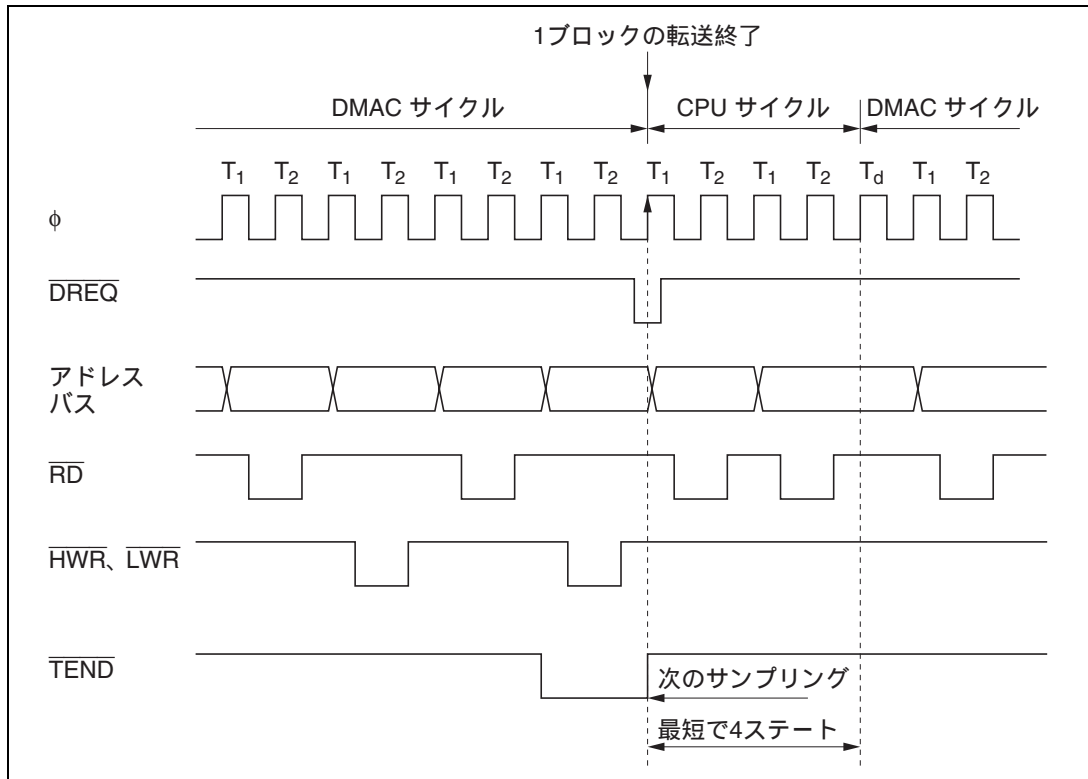 1ブロックの転送終了
DMAC サイクル CPU サイクル DMAC サイクル
T1 T2 T1 T2 T1 T2 T1 T2 T1 T2 T1 T2 Td T1 T2
φ
DREQ
アドレス
バス
RD
HWR、LWR
TEND
次のサンプリング
最短で4ステート